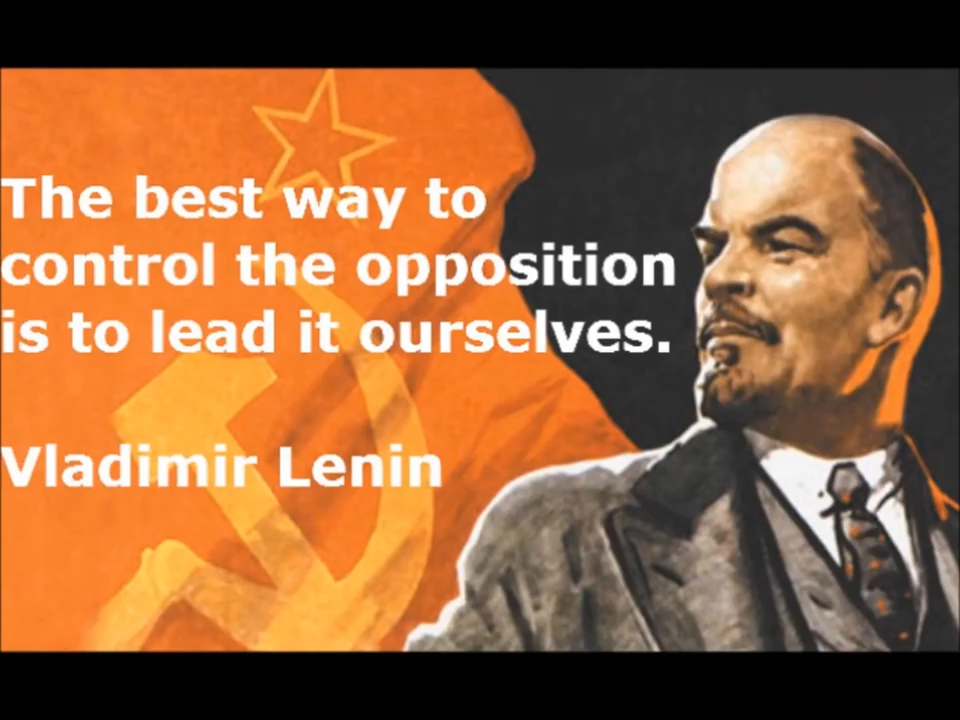 The best way to
control the opposition
is to lead it ourselves.
Vladimir Lenin